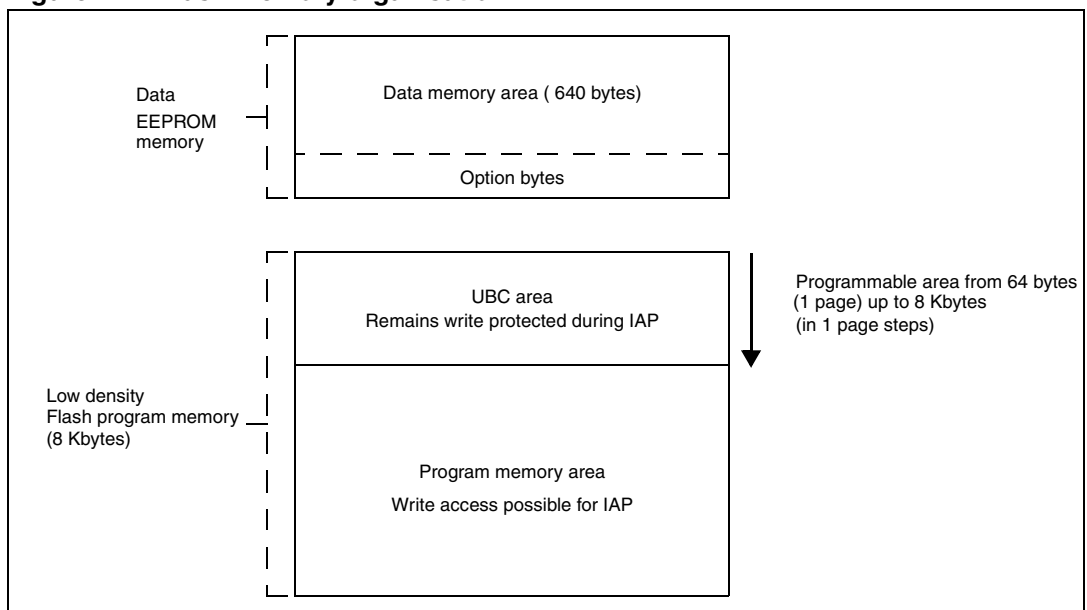 Data
EEPROM
memory
Data memory area ( 640 bytes)
Option bytes
UBC area
Remains write protected during IAP
Programmable area from 64 bytes
(1 page) up to 8 Kbytes
(in 1 page steps)
Low density
Flash program memory
(8 Kbytes)
Program memory area
Write access possible for IAP